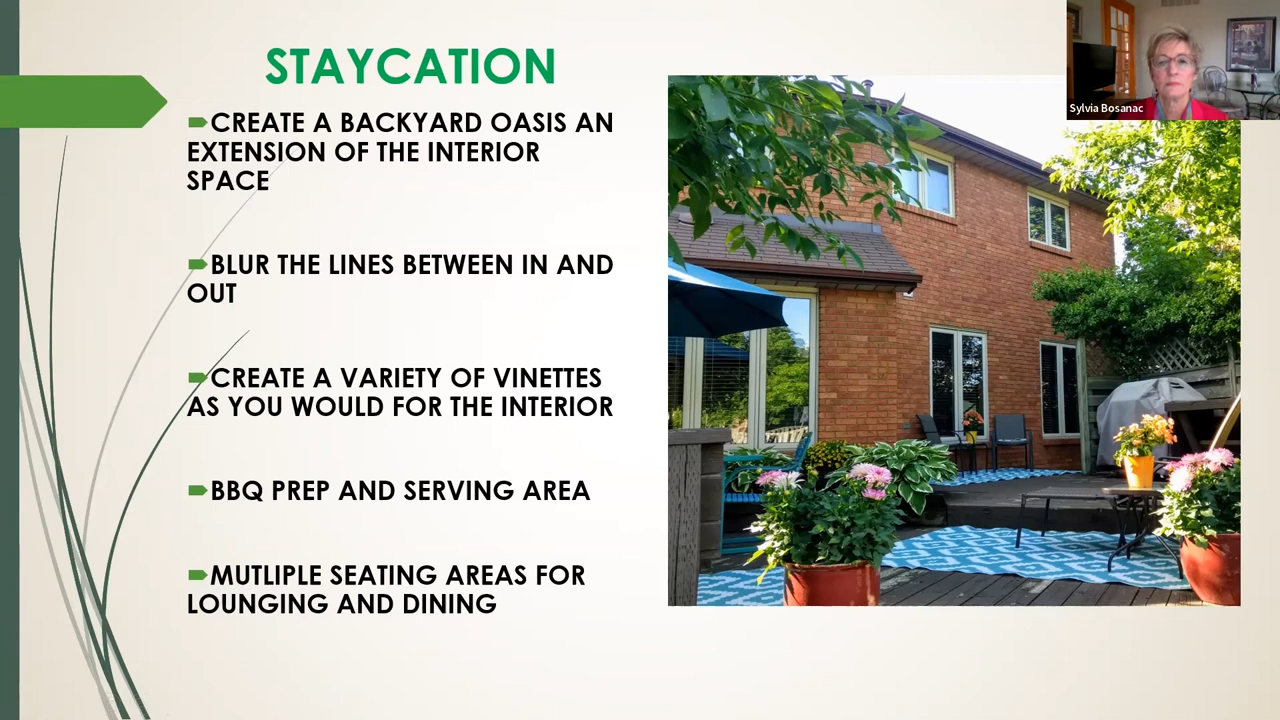 STAYCATION
CREATE A BACKYARD OASIS AN
EXTENSION OF THE INTERIOR
SPACE
BLUR THE LINES BETWEEN IN AND
OUT
CREATE A VARIETY OF VINETTES
AS YOU WOULD FOR THE INTERIOR
BBQ PREP AND SERVING AREA
MUTLIPLE SEATING AREAS FOR
LOUNGING AND DINING
Sylvia Bosanac